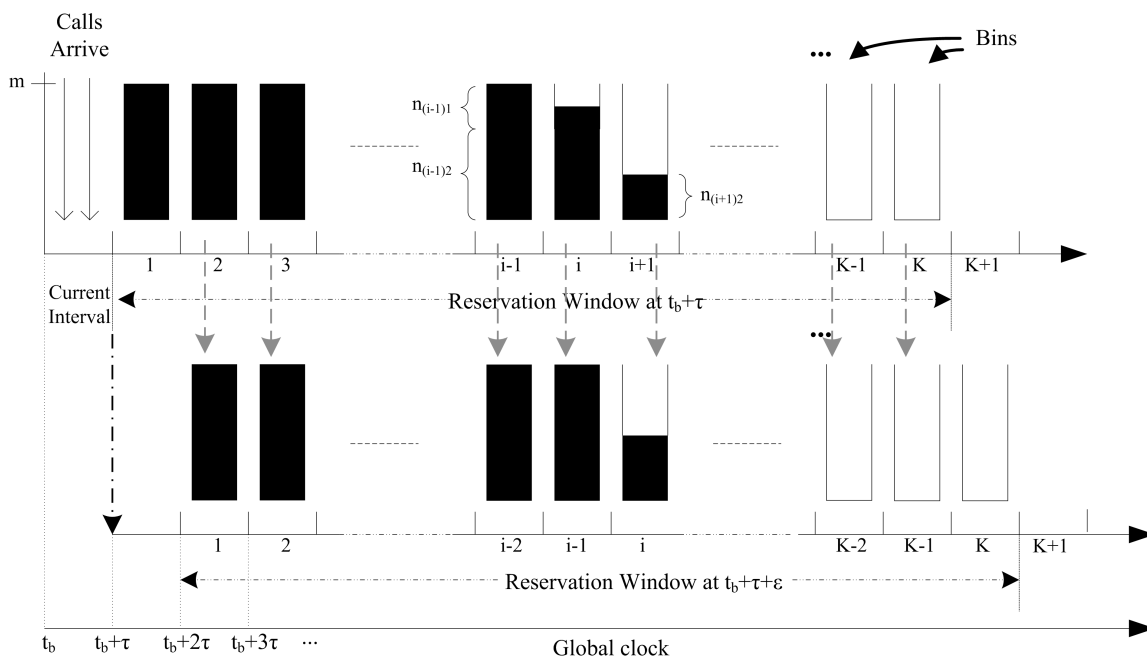 Calls
Arrive
Bins
...
m
n(i-1)1
n(i-1)2
n(i+1)2
1 2 3 i-1 i i+1 K-1 K K+1
Current
Interval
Reservation Window at tb+τ
...
1 2 i-2 i-1 i K-2 K-1 K K+1
Reservation Window at tb+τ+ε
tb tb+τ tb+2τ tb+3τ ...
Global clock